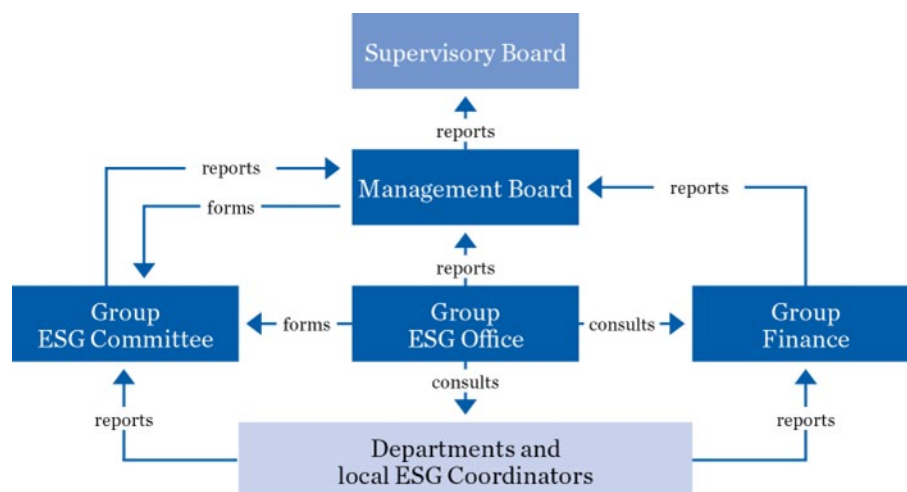 Supervisory Board
reports
reports
Management Board
reports
forms
reports
Group
ESG Committee
forms
Group
ESG Office
consults
Group
Finance
consults
reports
reports
Departments and
local ESG Coordinators